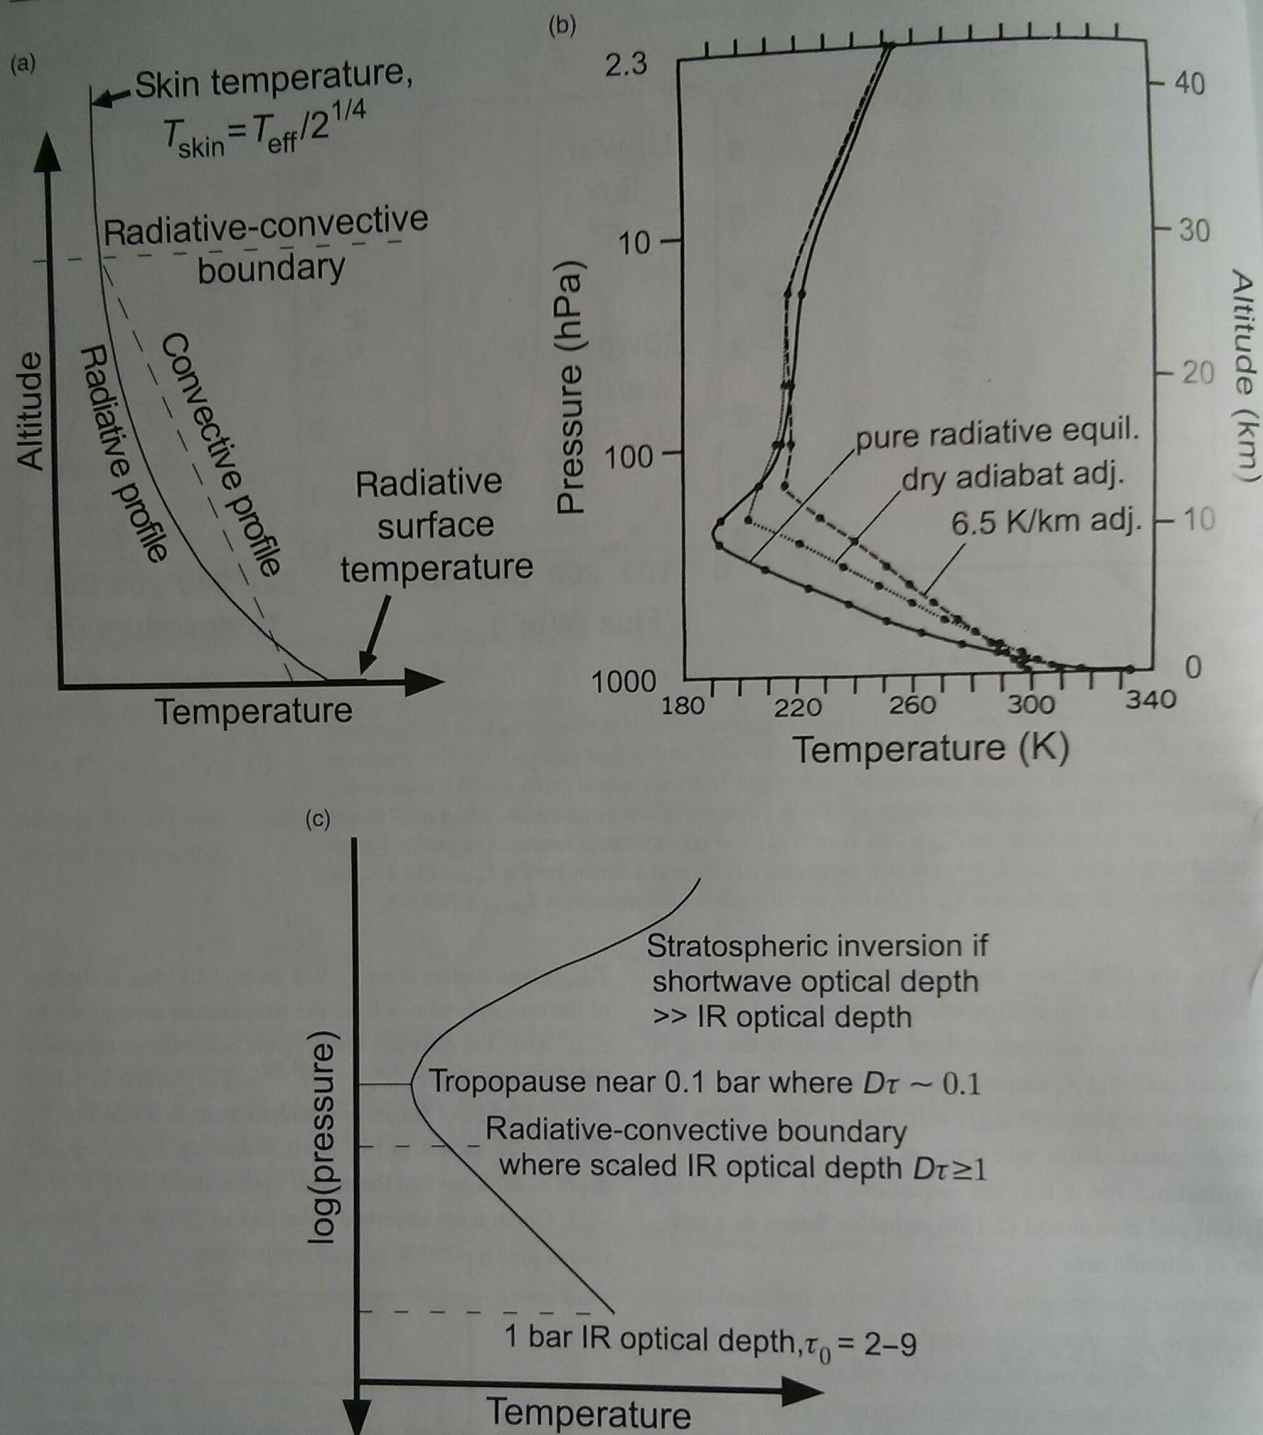 (a)
Skin temperature,
T_skin = T_eff/2^1/4
Radiative-convective
boundary
Radiative profile
Convective profile
Radiative
surface
temperature
Altitude
Temperature
(b)
2.3
10
100
1000
Pressure (hPa)
40
30
20
10
0
Altitude (km)
pure radiative equil.
dry adiabat adj.
6.5 K/km adj.
180 220 260 300 340
Temperature (K)
(c)
Stratospheric inversion if
shortwave optical depth
>> IR optical depth
Tropopause near 0.1 bar where Dτ ~ 0.1
Radiative-convective boundary
where scaled IR optical depth Dτ≥1
1 bar IR optical depth,τ₀ = 2–9
log(pressure)
Temperature